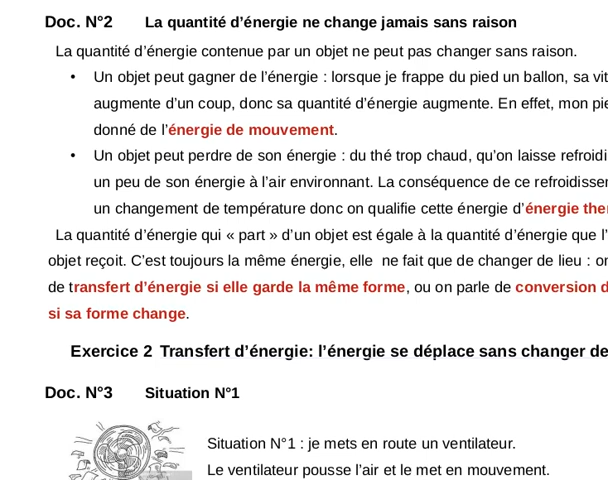 Doc. N°2 La quantité d'énergie ne change jamais sans raison
La quantité d'énergie contenue par un objet ne peut pas changer sans raison.
• Un objet peut gagner de l'énergie : lorsque je frappe du pied un ballon, sa vit
augmente d'un coup, donc sa quantité d'énergie augmente. En effet, mon pie
donné de l'énergie de mouvement.
• Un objet peut perdre de son énergie : du thé trop chaud, qu'on laisse refroidi
un peu de son énergie à l'air environnant. La conséquence de ce refroidisser
un changement de température donc on qualifie cette énergie d'énergie ther
La quantité d'énergie qui « part » d'un objet est égale à la quantité d'énergie que l'
objet reçoit. C'est toujours la même énergie, elle ne fait que de changer de lieu : on
de transfert d'énergie si elle garde la même forme, ou on parle de conversion d
si sa forme change.
Exercice 2 Transfert d'énergie: l'énergie se déplace sans changer de
Doc. N°3 Situation N°1
Situation N°1 : je mets en route un ventilateur.
Le ventilateur pousse l'air et le met en mouvement.